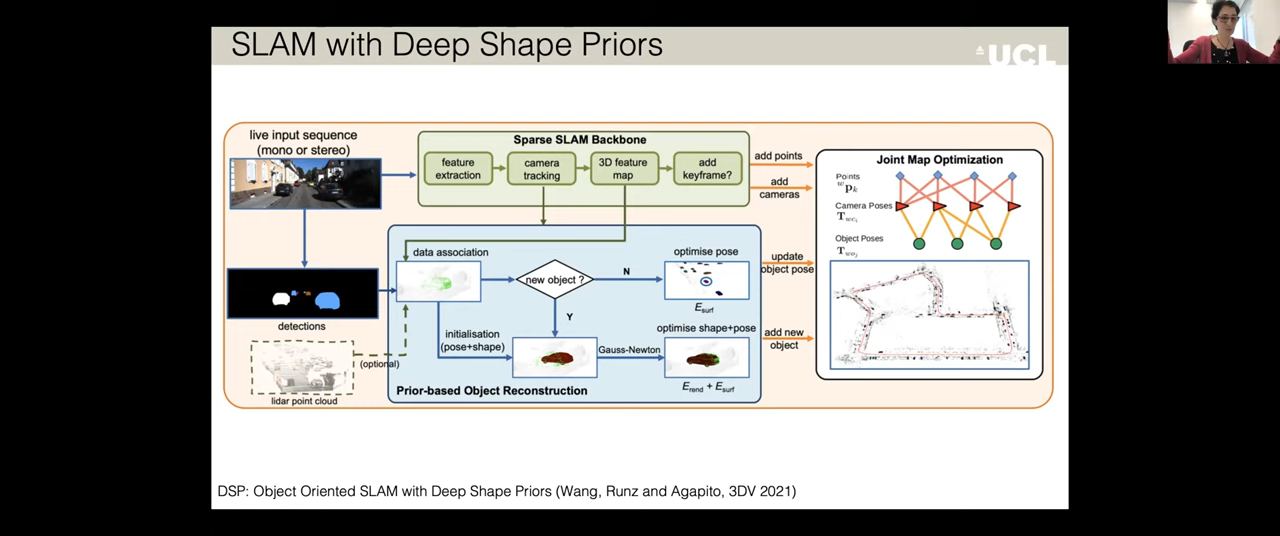 SLAM with Deep Shape Priors
UCL
live input sequence
(mono or stereo)
Sparse SLAM Backbone
feature
extraction
camera
tracking
3D feature
map
add
keyframe?
add points
add
cameras
Joint Map Optimization
Points
ʷpₖ
Camera Poses
T_wcᵢ
Object Poses
T_woⱼ
detections
data association
new object ?
N
Y
optimise pose
E_surf
update
object pose
initialisation
(pose+shape)
Gauss-Newton
optimise shape+pose
E_rend + E_surf
add new
object
(optional)
lidar point cloud
Prior-based Object Reconstruction
DSP: Object Oriented SLAM with Deep Shape Priors (Wang, Runz and Agapito, 3DV 2021)